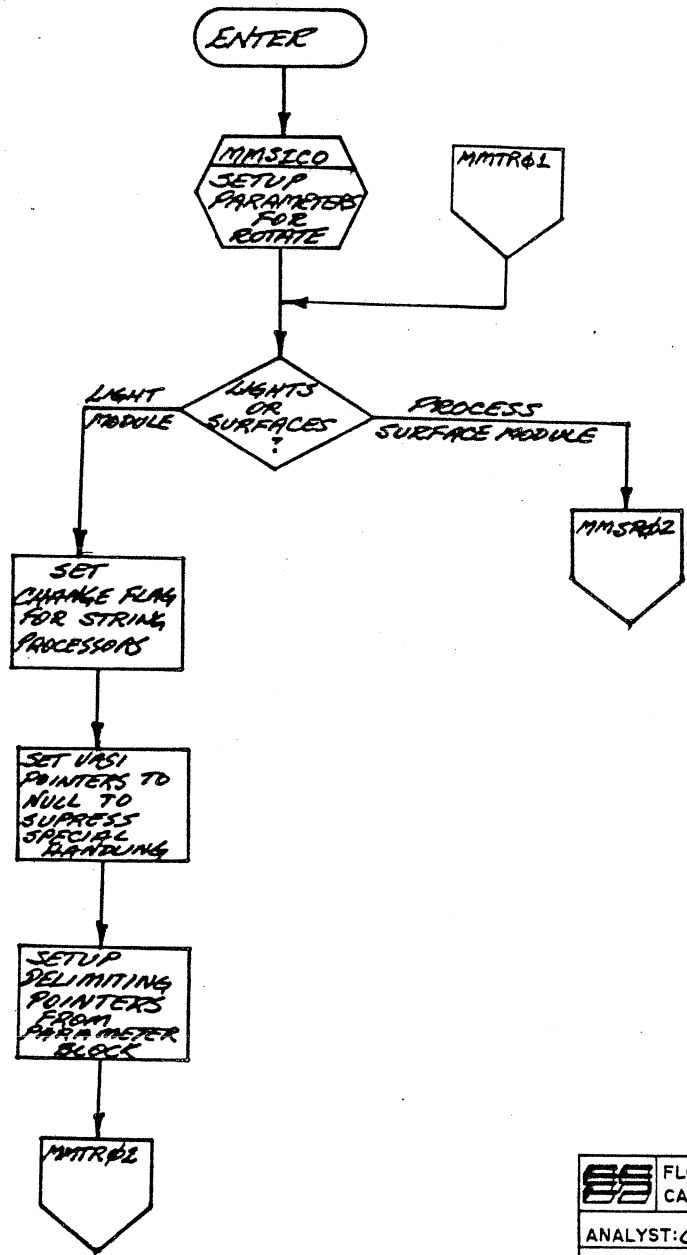 ENTER
MMSICO
SETUP
PARAMETERS
FOR
ROTATE
MMTRØ1
LIGHTS
OR
SURFACES
?
LIGHT
MODULE
PROCESS
SURFACE MODULE
MMSRØ2
SET
CHANGE FLAG
FOR STRING
PROCESSORS
SET VASI
POINTERS TO
NULL TO
SUPRESS
SPECIAL
HANDLING
SETUP
DELIMITING
POINTERS
FROM
PARAMETER
BLOCK
MMTRØ2
ES
ANALYST: